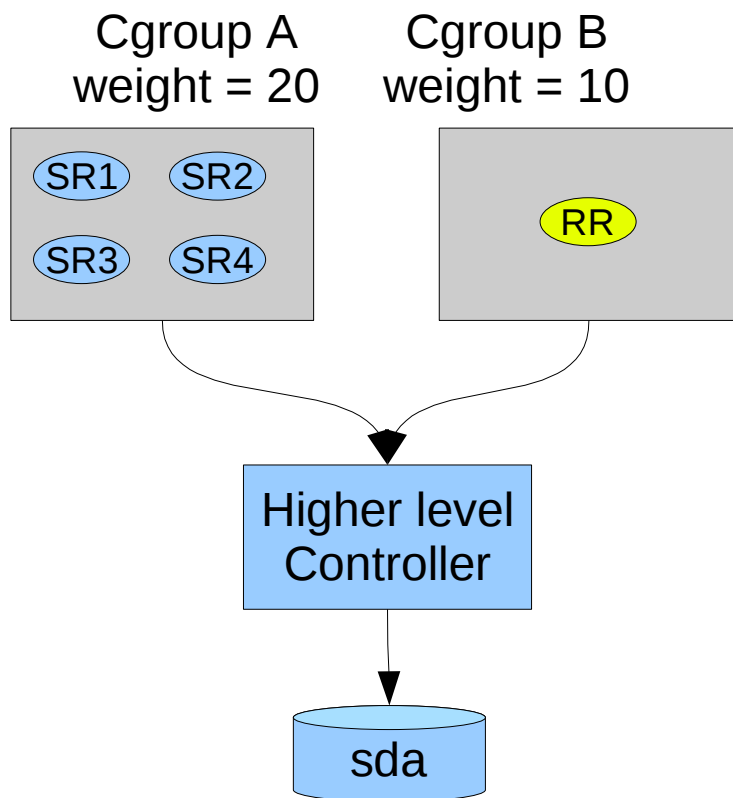 Cgroup A
weight = 20
Cgroup B
weight = 10
SR1 SR2
SR3 SR4
RR
Higher level
Controller
sda